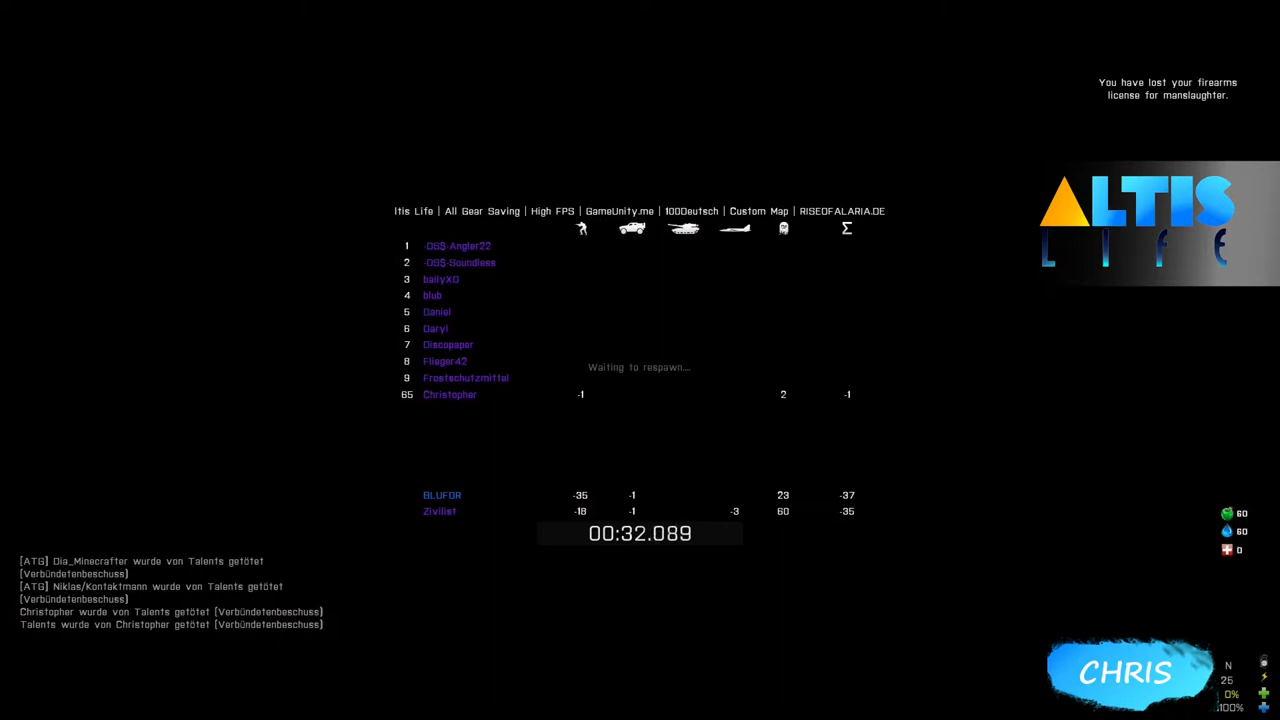 You have lost your firearms
license for manslaughter.
ALTIS
LIFE
ltis Life | All Gear Saving | High FPS | GameUnity.me | 100Deutsch | Custom Map | RISEOFALARIA.DE
Σ
1 -DS$-Angler22
2 -DS$-Soundless
3 ballyXO
4 blub
5 Daniel
6 Daryl
7 Discopaper
8 Flieger42
9 Frostschutzmittel
Waiting to respawn....
65 Christopher -1 2 -1
BLUFOR -35 -1 23 -37
Zivilist -18 -1 -3 60 -35
00:32.089
60
60
0
[ATG] Dia_Minecrafter wurde von Talents getötet
(Verbündetenbeschuss)
[ATG] Niklas/Kontaktmann wurde von Talents getötet
(Verbündetenbeschuss)
Christopher wurde von Talents getötet (Verbündetenbeschuss)
Talents wurde von Christopher getötet (Verbündetenbeschuss)
CHRIS
N
25
0%
100%